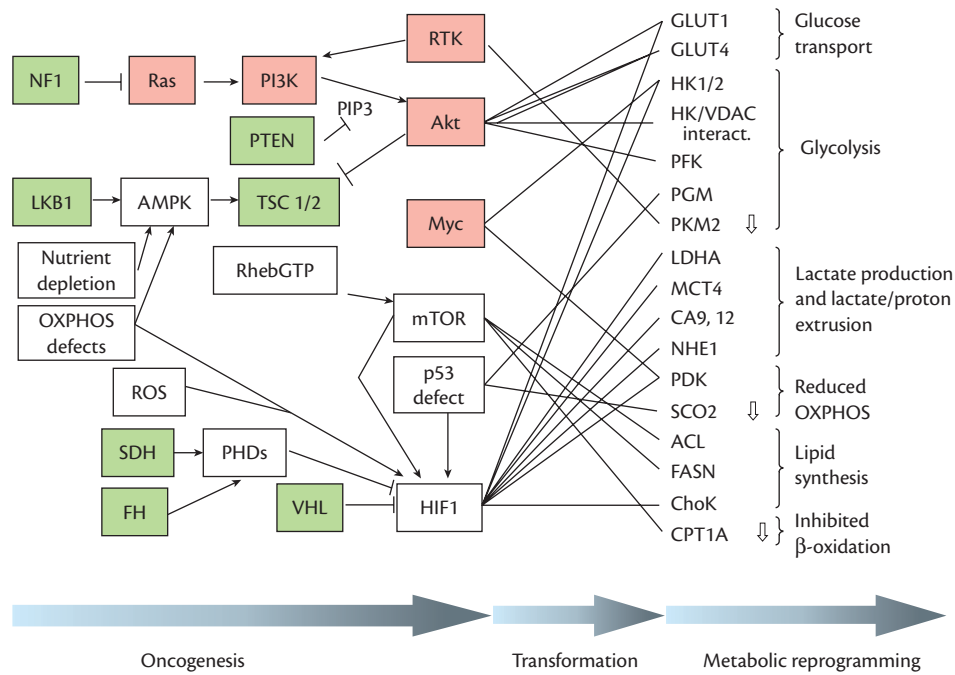 RTK
NF1
Ras
PI3K
PIP3
Akt
PTEN
LKB1
AMPK
TSC 1/2
Myc
Nutrient
depletion
RhebGTP
OXPHOS
defects
mTOR
p53
defect
ROS
SDH
PHDs
FH
VHL
HIF1
GLUT1
GLUT4
HK1/2
HK/VDAC
interact.
PFK
PGM
PKM2
LDHA
MCT4
CA9, 12
NHE1
PDK
SCO2
ACL
FASN
ChoK
CPT1A
Glucose
transport
Glycolysis
Lactate production
and lactate/proton
extrusion
Reduced
OXPHOS
Lipid
synthesis
Inhibited
β-oxidation
Oncogenesis
Transformation
Metabolic reprogramming